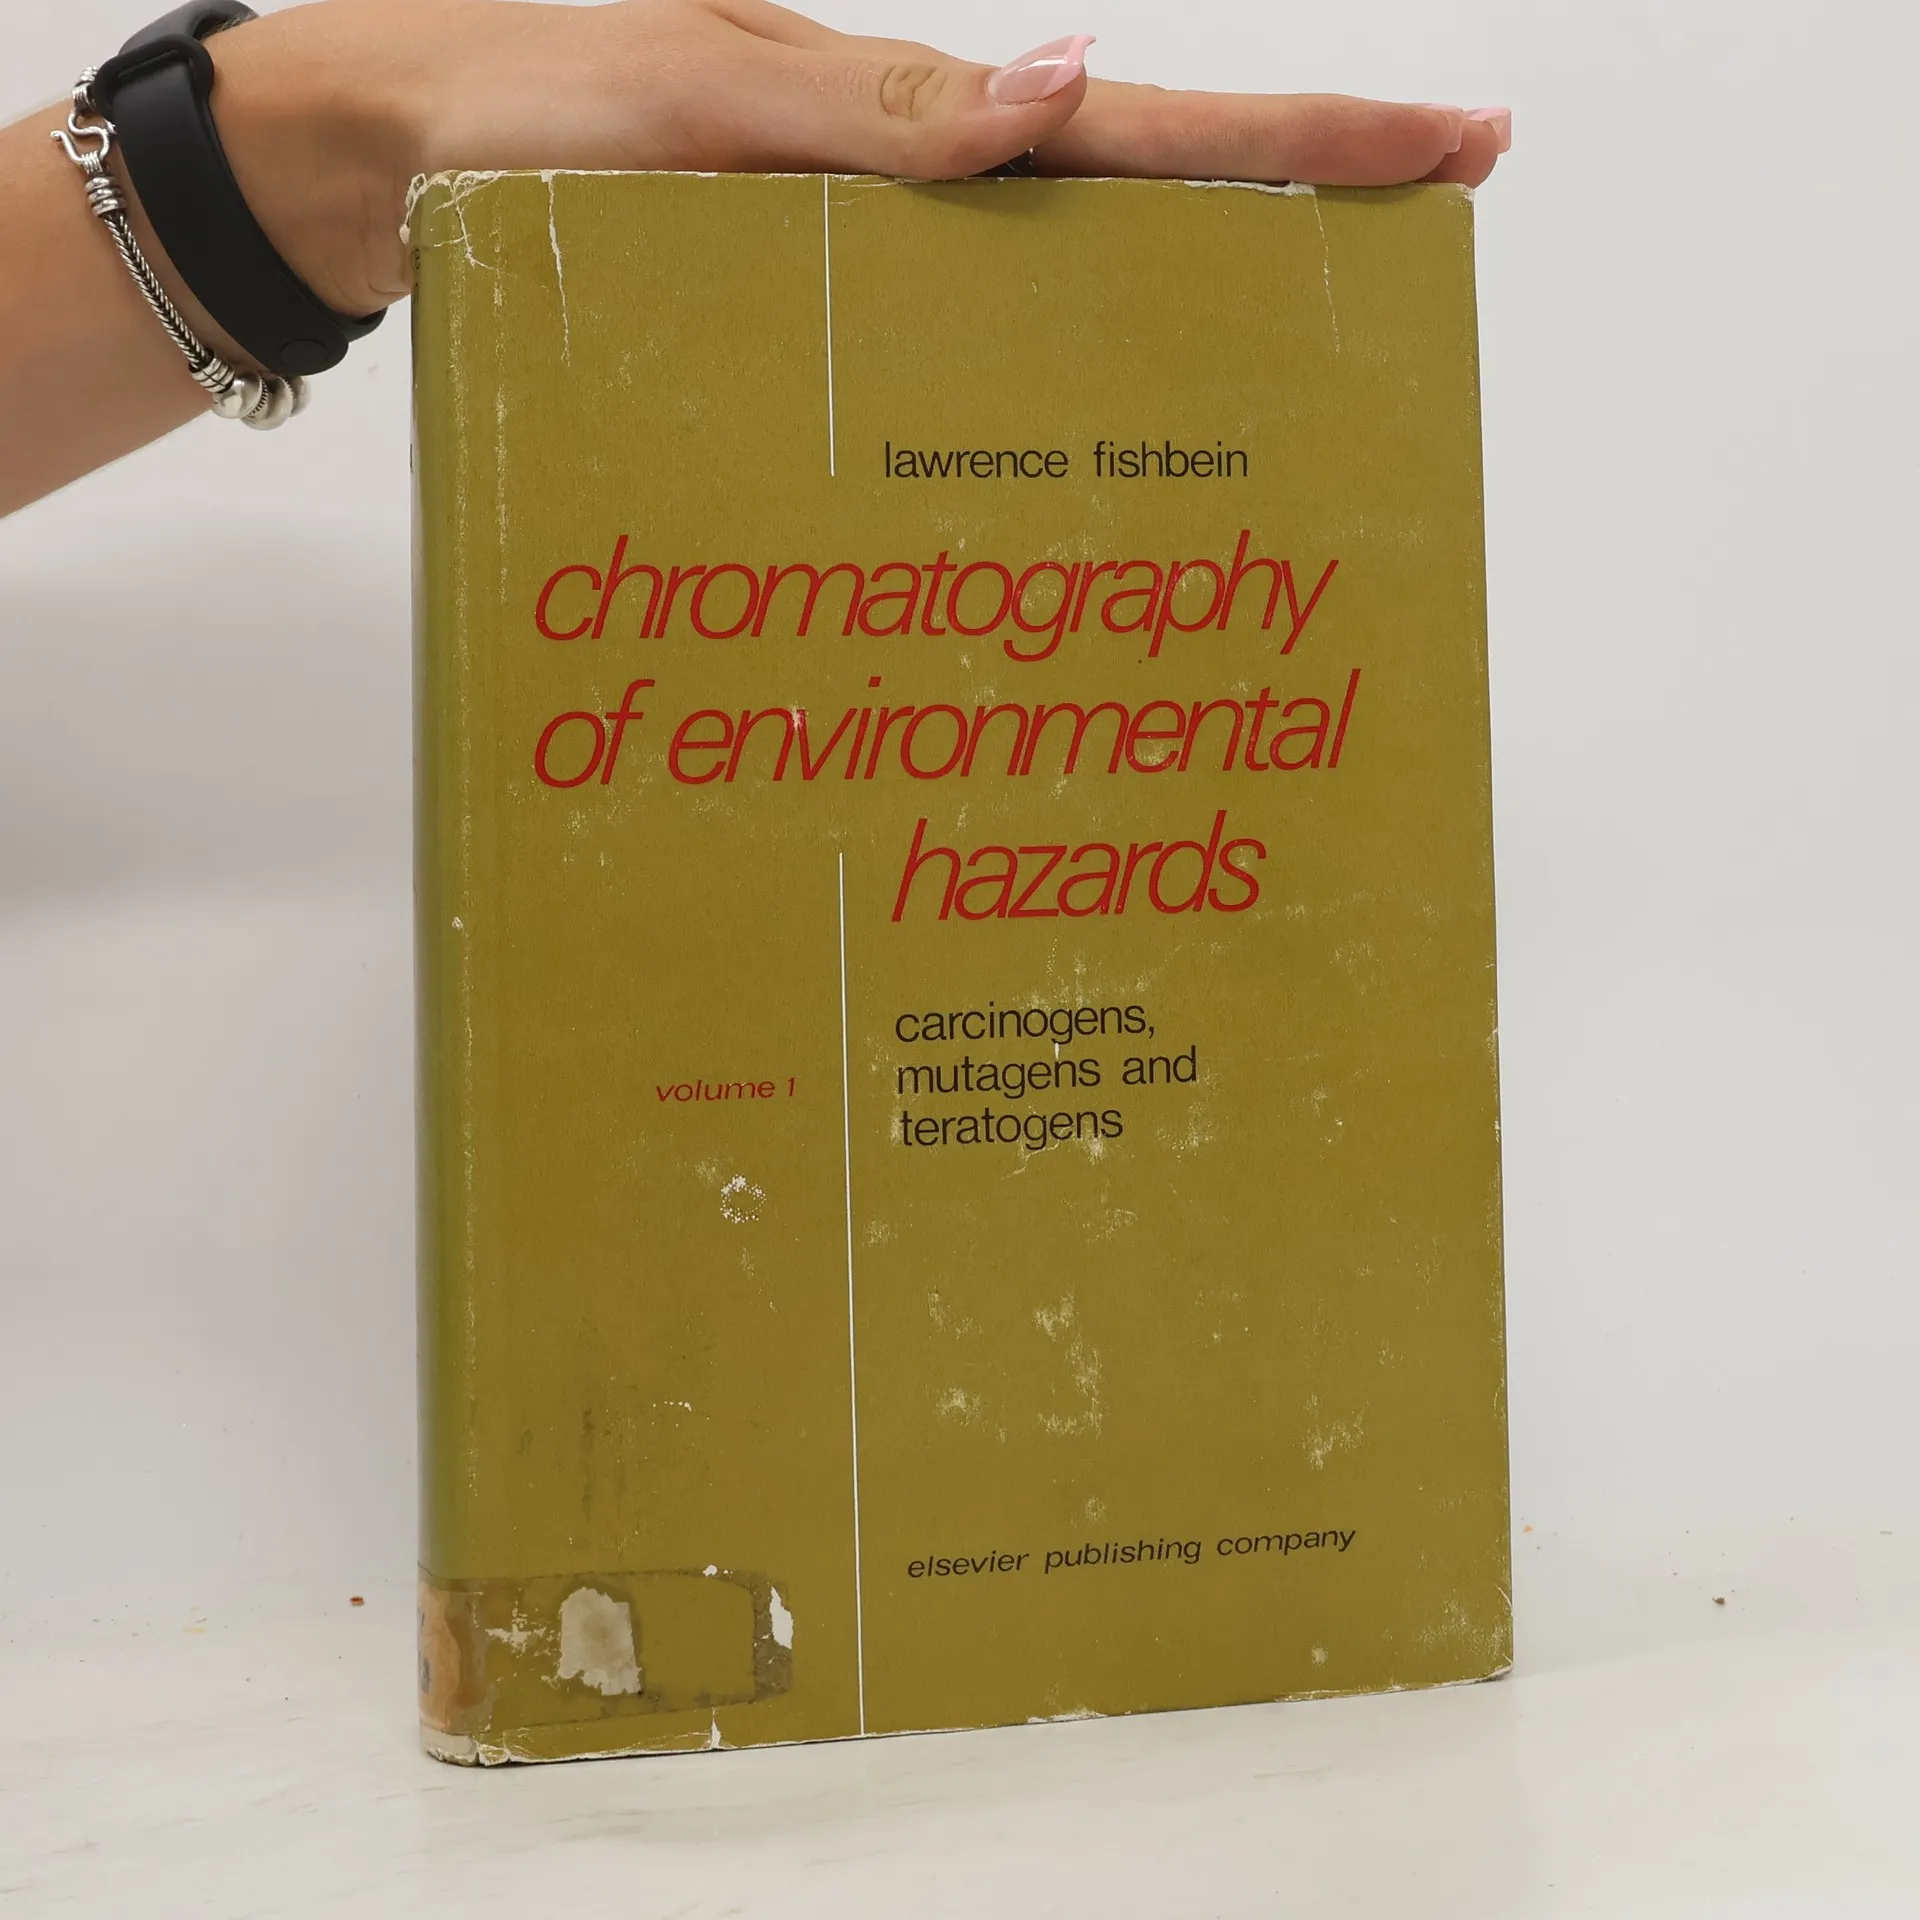 lawrence fishbein
chromatography
of environmental
hazards
carcinogens,
mutagens and
teratogens
volume 1
elsevier publishing company